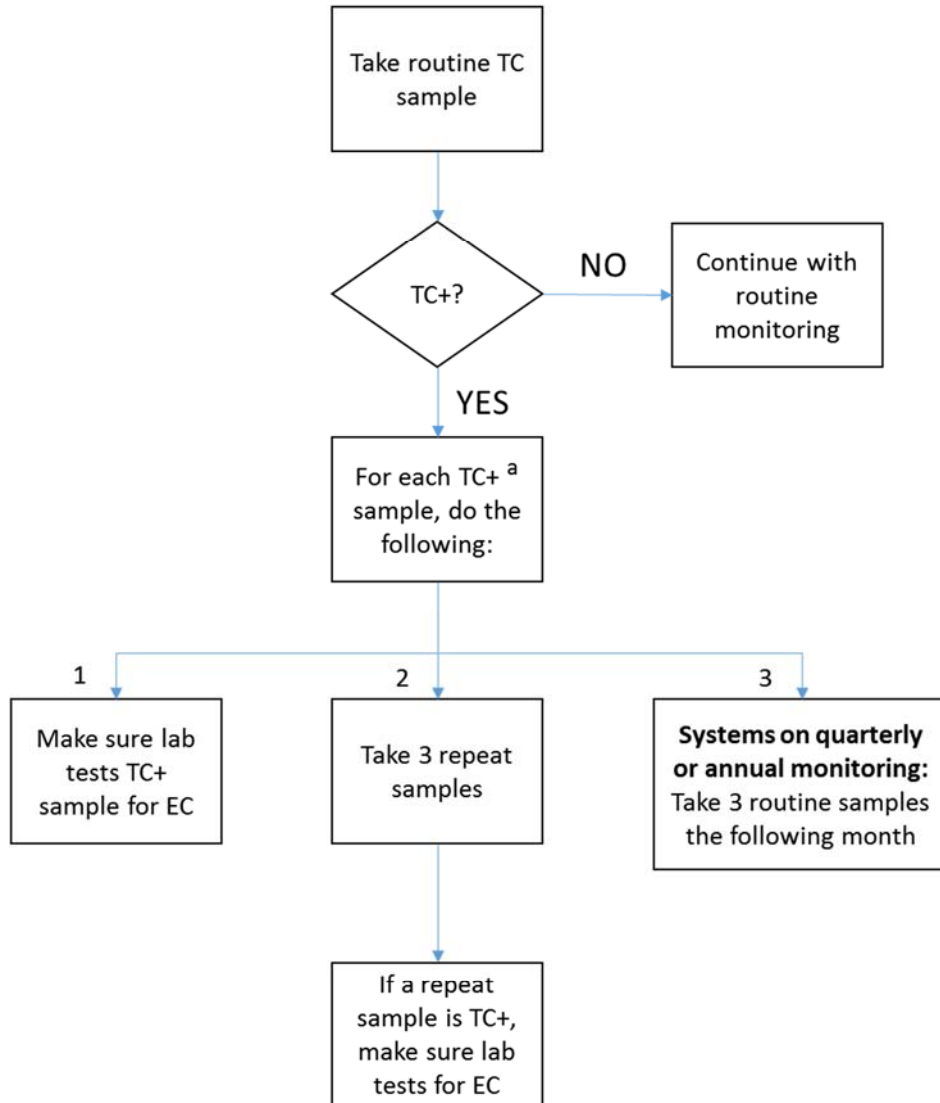 Take routine TC
sample
TC+?
NO
Continue with
routine
monitoring
YES
For each TC+ a
sample, do the
following:
1
Make sure lab
tests TC+
sample for EC
2
Take 3 repeat
samples
3
Systems on quarterly
or annual monitoring:
Take 3 routine samples
the following month
If a repeat
sample is TC+,
make sure lab
tests for EC